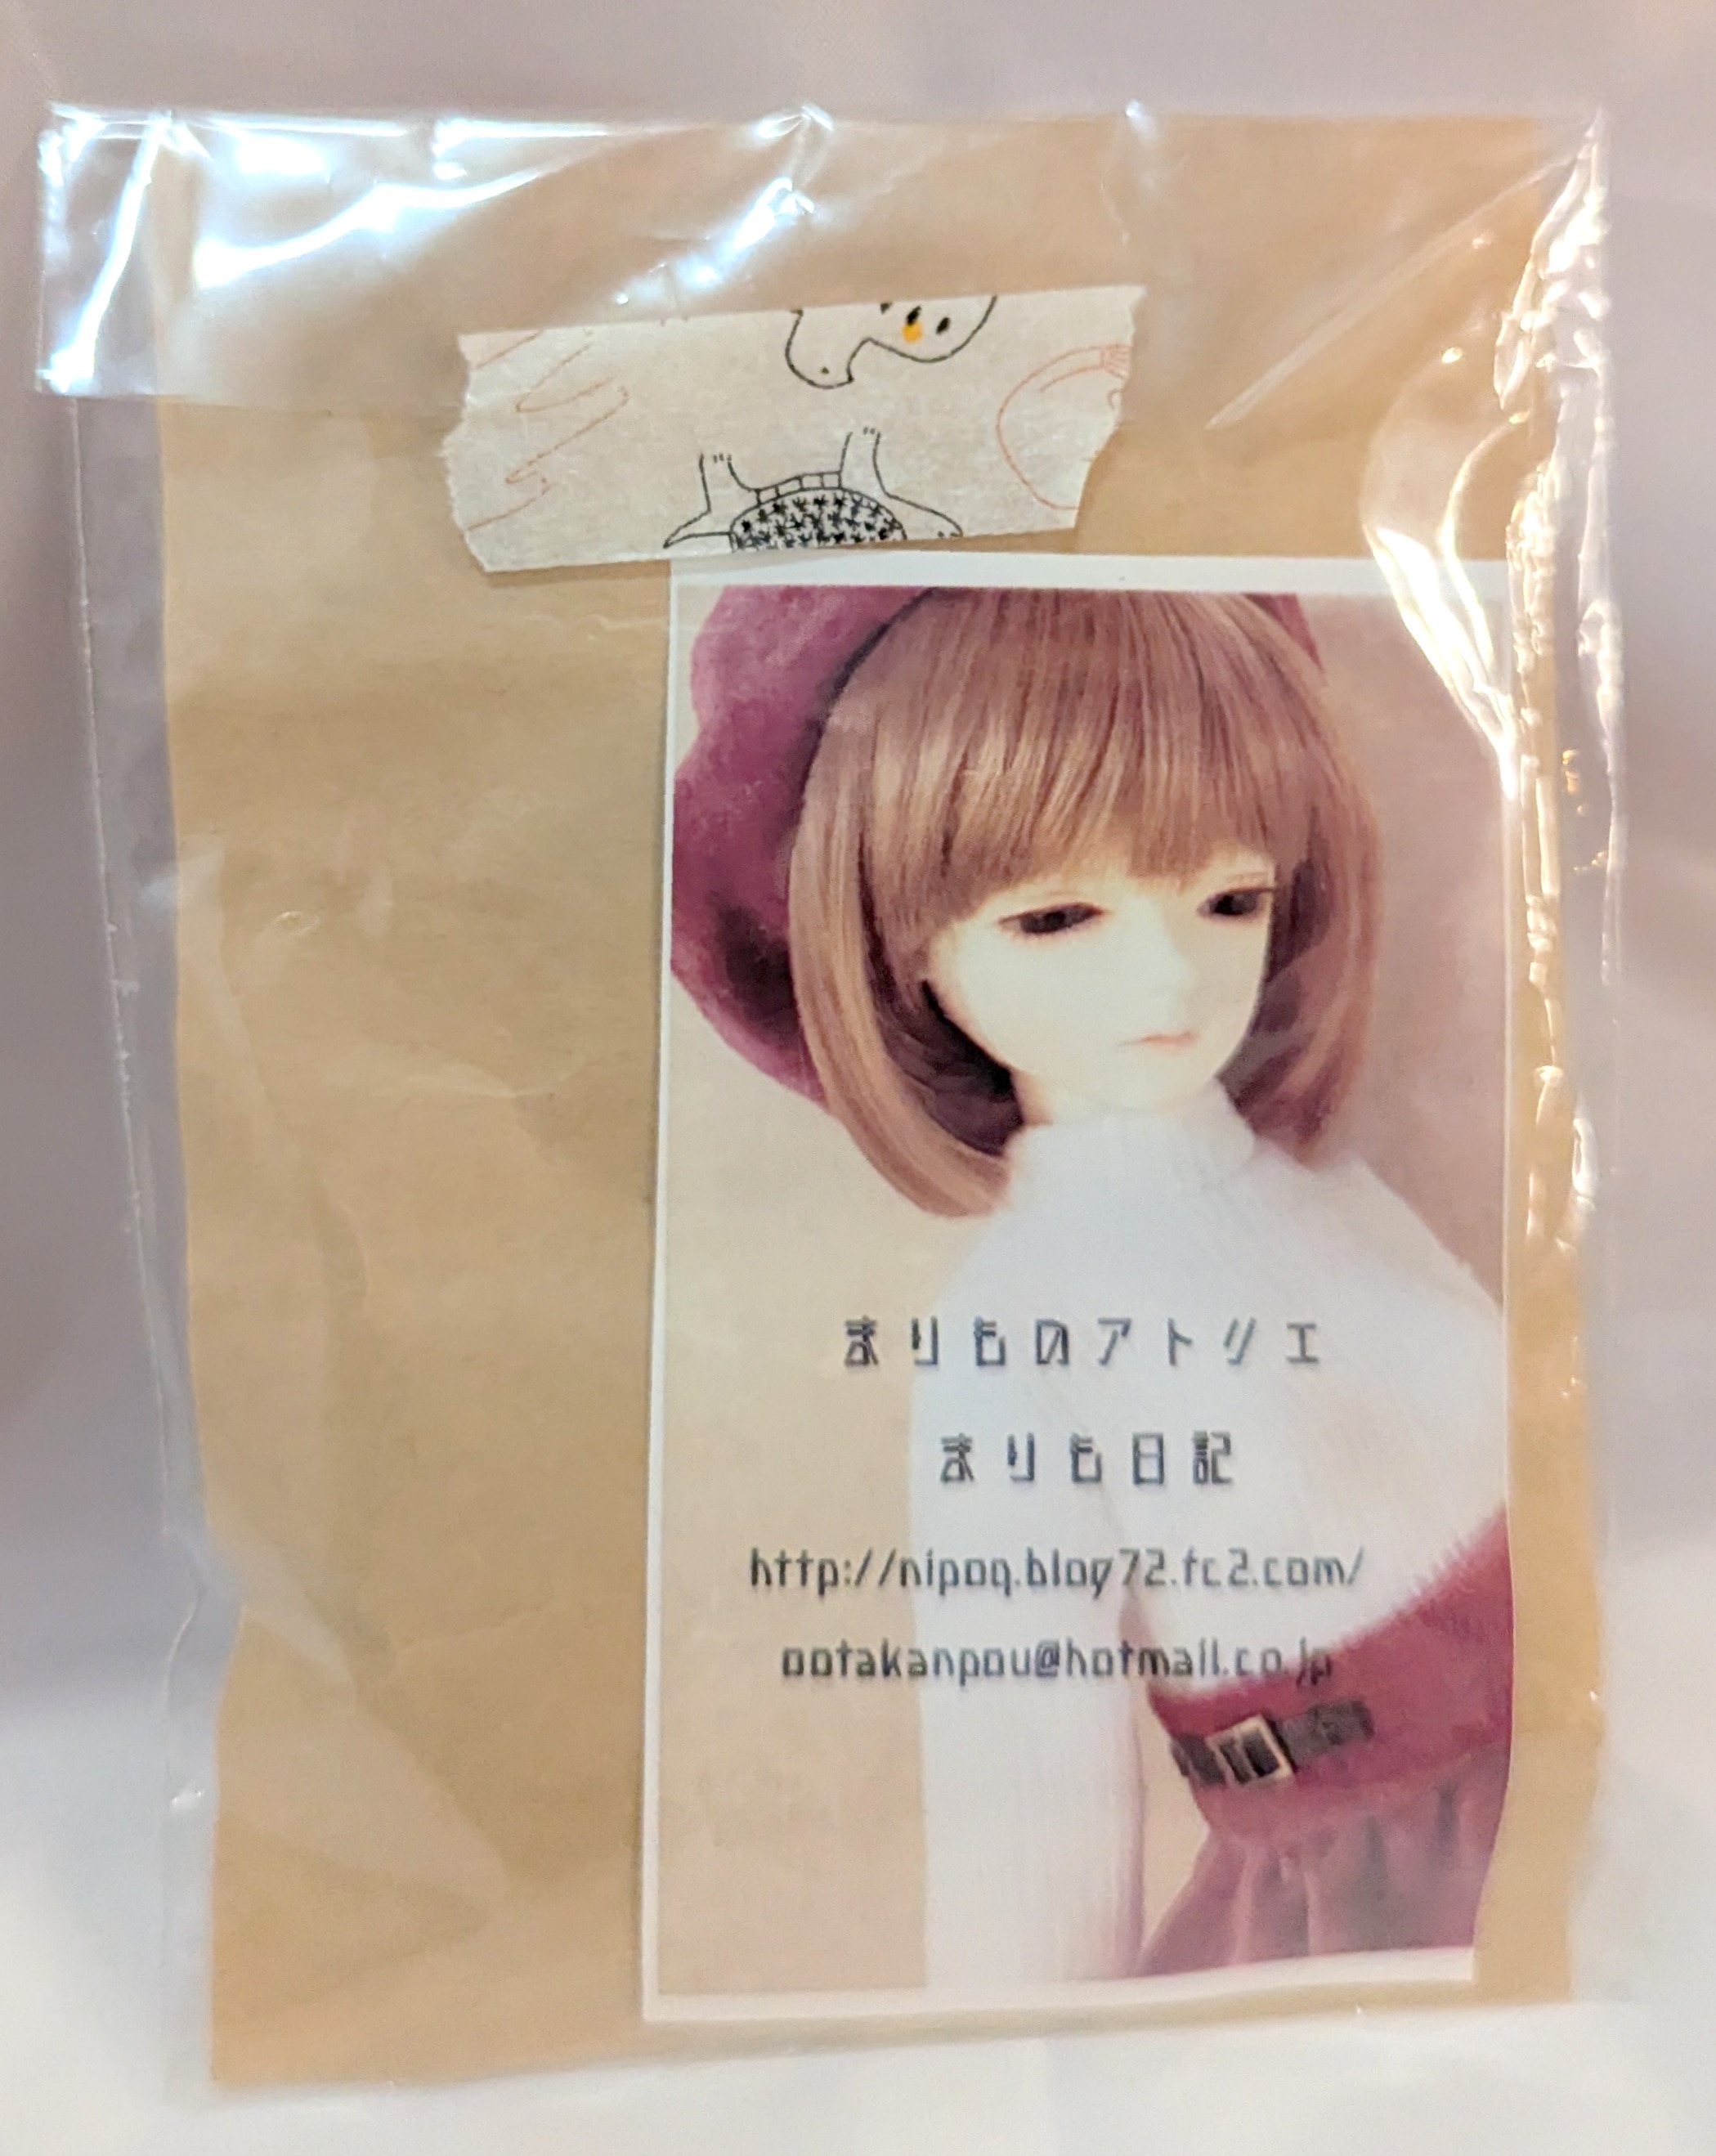 まりものアトリエ
まりも日記
http://nipoq.blog72.fc2.com/
ootakanpou@hotmail.co.jp